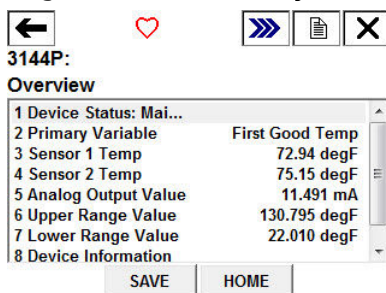 3144P:
Overview
1 Device Status: Mai...
2 Primary Variable First Good Temp
3 Sensor 1 Temp 72.94 degF
4 Sensor 2 Temp 75.15 degF
5 Analog Output Value 11.491 mA
6 Upper Range Value 130.795 degF
7 Lower Range Value 22.010 degF
8 Device Information
SAVE HOME